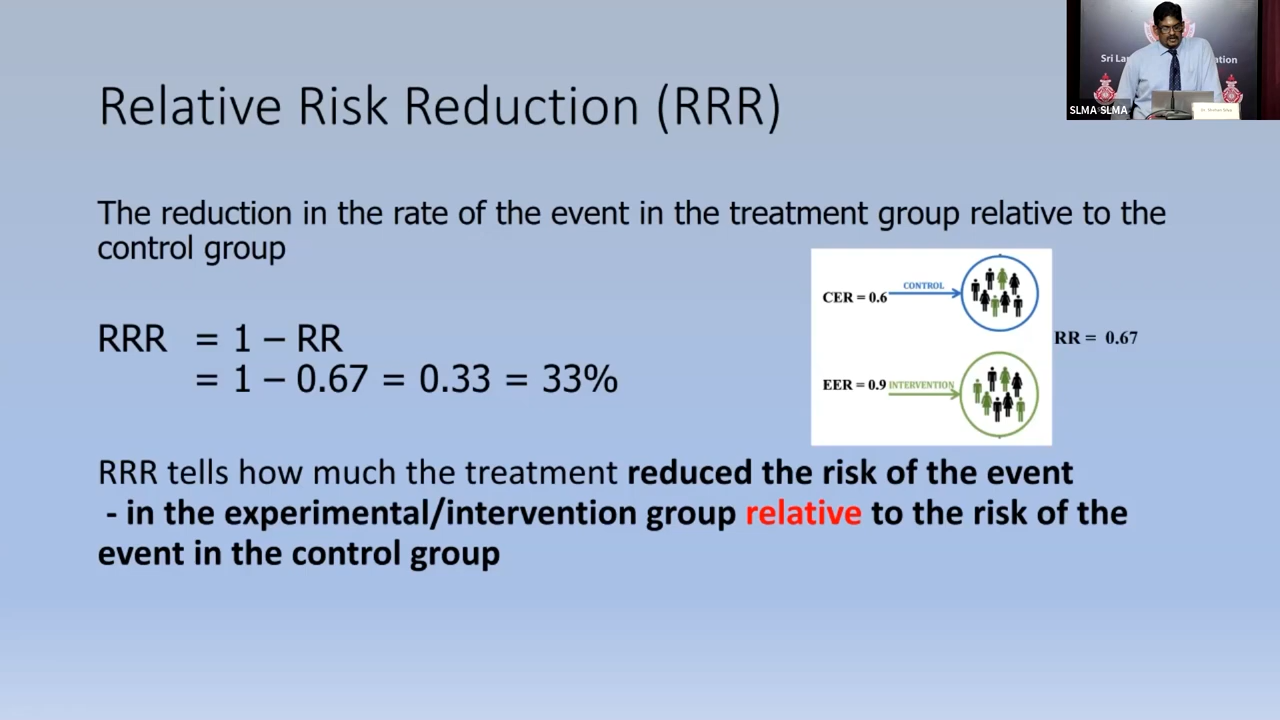 Sri La
ation
SLMA SLMA
Relative Risk Reduction (RRR)
The reduction in the rate of the event in the treatment group relative to the
control group
CONTROL
CER = 0.6
RR = 0.67
EER = 0.9 INTERVENTION
RRR = 1 – RR
= 1 – 0.67 = 0.33 = 33%
RRR tells how much the treatment reduced the risk of the event
- in the experimental/intervention group relative to the risk of the
event in the control group